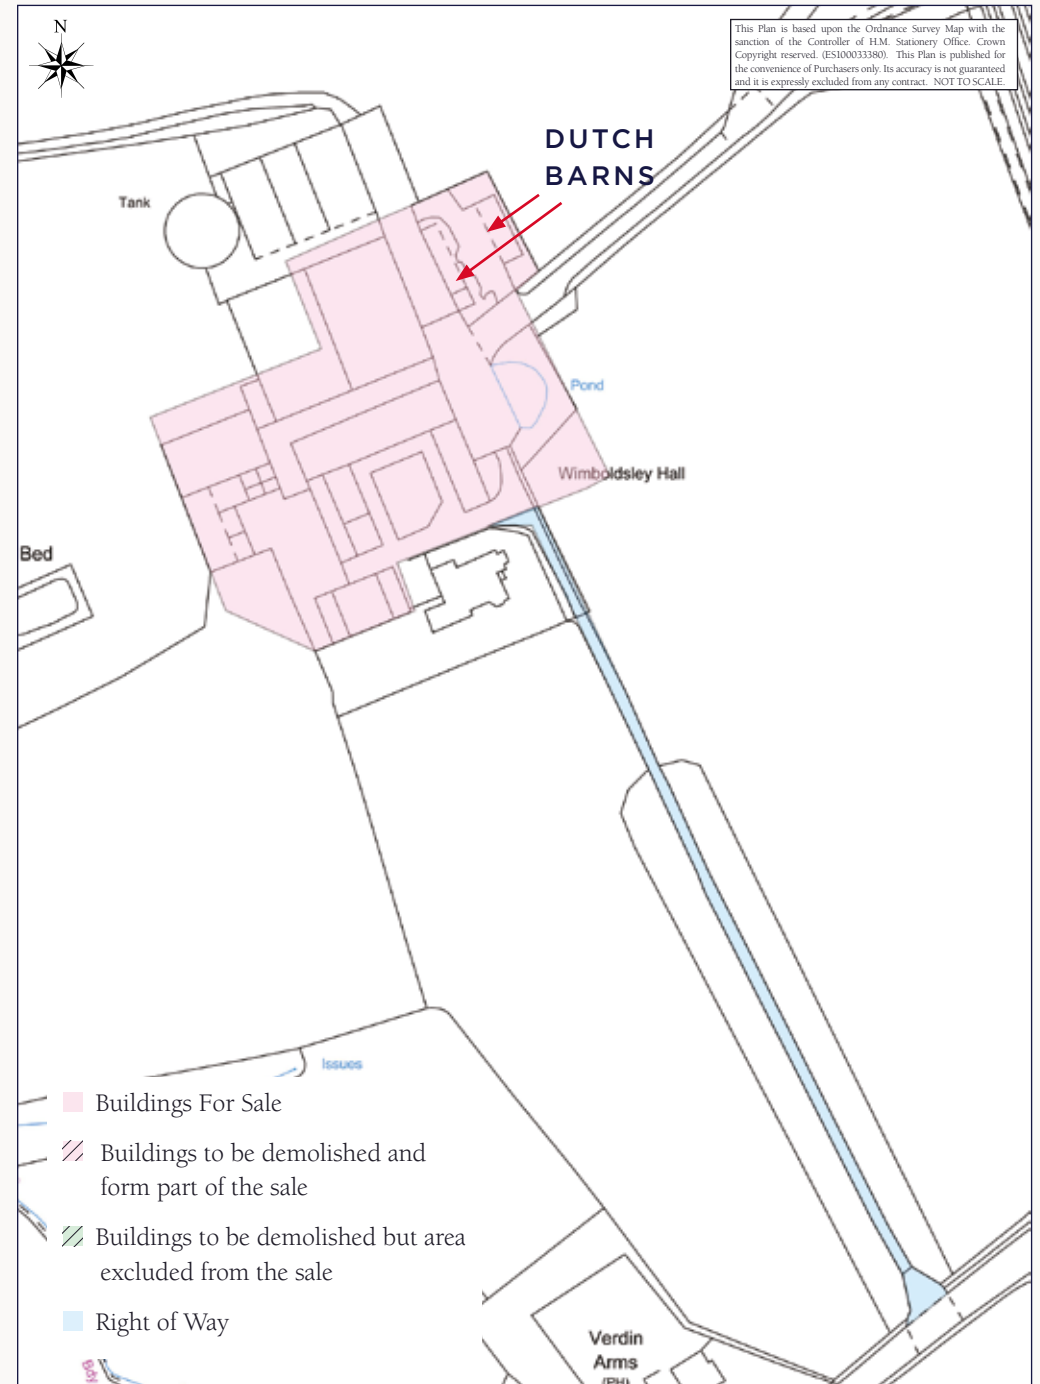 N
This Plan is based upon the Ordnance Survey Map with the
sanction of the Controller of H.M. Stationery Office. Crown
Copyright reserved. (ES100033380). This Plan is published for
the convenience of Purchasers only. Its accuracy is not guaranteed
and it is expressly excluded from any contract. NOT TO SCALE.
DUTCH
BARNS
Tank
Pond
Wimboldsley Hall
Bed
Issues
Buildings For Sale
Buildings to be demolished and
form part of the sale
Buildings to be demolished but area
excluded from the sale
Right of Way
Verdin
Arms
(PH)
Bdy